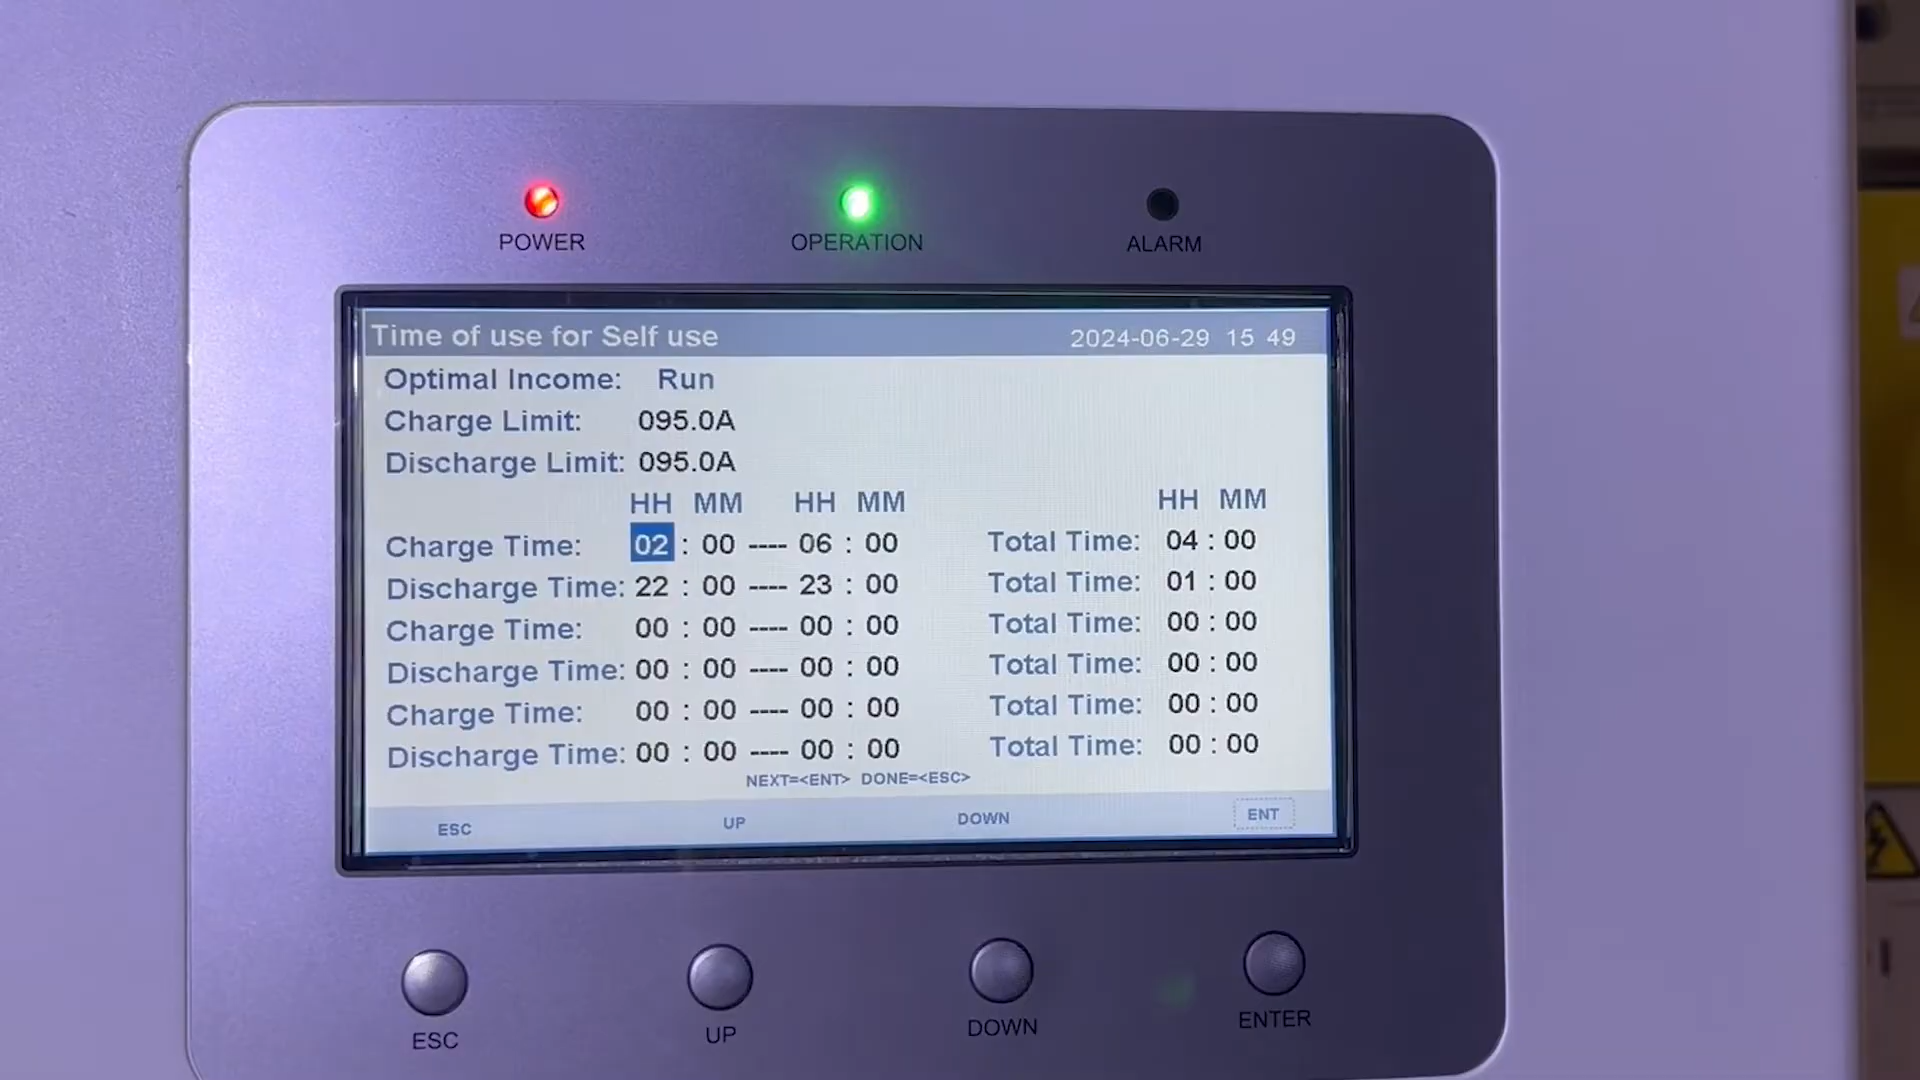 POWER OPERATION ALARM
Time of use for Self use 2024-06-29 15 49
Optimal Income: Run
Charge Limit: 095.0A
Discharge Limit: 095.0A
HH MM HH MM HH MM
Charge Time: 02 : 00 ---- 06 : 00 Total Time: 04 : 00
Discharge Time: 22 : 00 ---- 23 : 00 Total Time: 01 : 00
Charge Time: 00 : 00 ---- 00 : 00 Total Time: 00 : 00
Discharge Time: 00 : 00 ---- 00 : 00 Total Time: 00 : 00
Charge Time: 00 : 00 ---- 00 : 00 Total Time: 00 : 00
Discharge Time: 00 : 00 ---- 00 : 00 Total Time: 00 : 00
NEXT=<ENT> DONE=<ESC>
ESC UP DOWN ENT
ESC UP DOWN ENTER